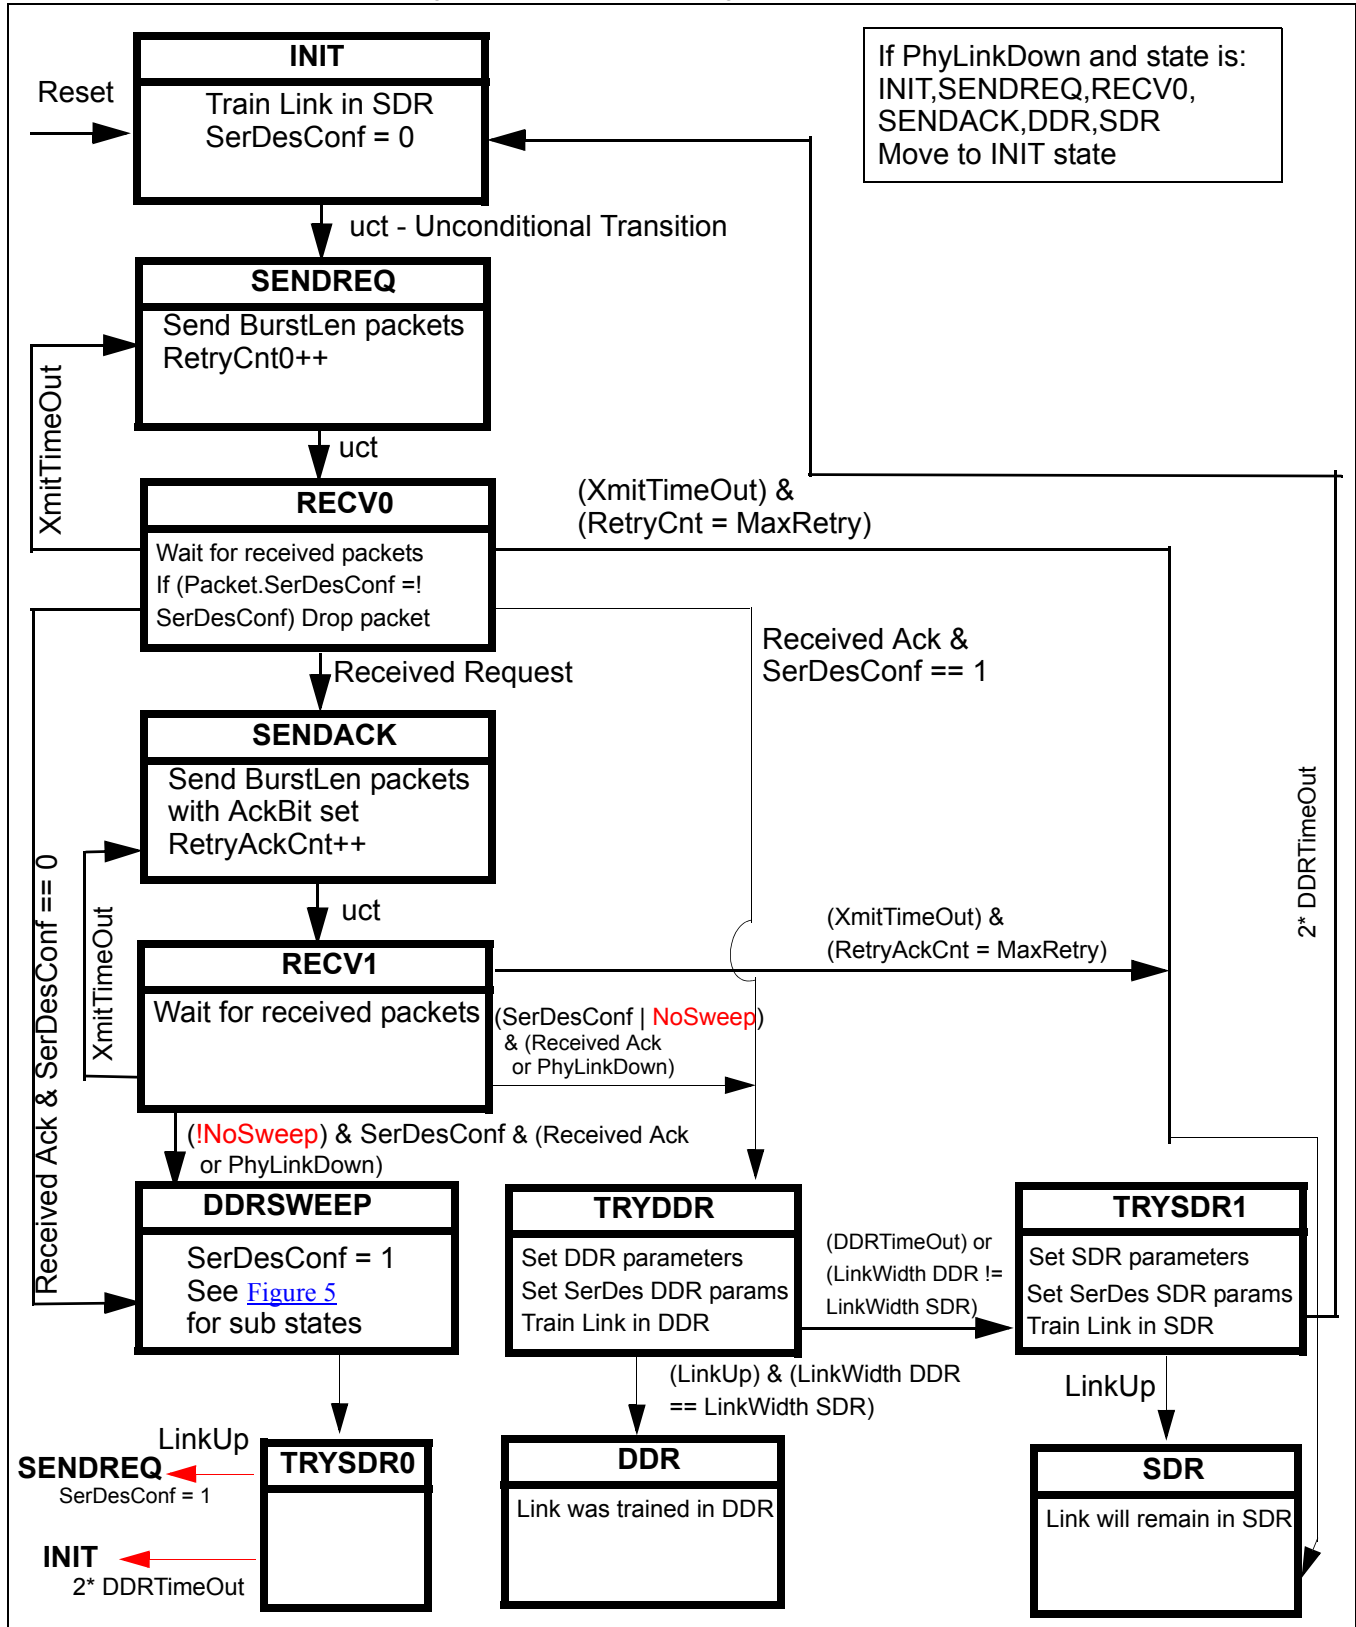 INIT
Train Link in SDR
SerDesConf = 0
Reset
If PhyLinkDown and state is:
INIT,SENDREQ,RECV0,
SENDACK,DDR,SDR
Move to INIT state
uct - Unconditional Transition
SENDREQ
Send BurstLen packets
RetryCnt0++
XmitTimeOut
uct
RECV0
Wait for received packets
If (Packet.SerDesConf =!
SerDesConf) Drop packet
(XmitTimeOut) &
(RetryCnt = MaxRetry)
Received Ack &
SerDesConf == 1
Received Request
SENDACK
Send BurstLen packets
with AckBit set
RetryAckCnt++
2* DDRTimeOut
Received Ack & SerDesConf == 0
XmitTimeOut
uct
RECV1
Wait for received packets
(XmitTimeOut) &
(RetryAckCnt = MaxRetry)
(SerDesConf | NoSweep)
& (Received Ack
or PhyLinkDown)
(!NoSweep) & SerDesConf & (Received Ack
or PhyLinkDown)
DDRSWEEP
SerDesConf = 1
See Figure 5
for sub states
TRYDDR
Set DDR parameters
Set SerDes DDR params
Train Link in DDR
(DDRTimeOut) or
(LinkWidth DDR !=
LinkWidth SDR)
TRYSDR1
Set SDR parameters
Set SerDes SDR params
Train Link in SDR
(LinkUp) & (LinkWidth DDR
== LinkWidth SDR)
LinkUp
LinkUp
SENDREQ
SerDesConf = 1
INIT
2* DDRTimeOut
TRYSDR0
DDR
Link was trained in DDR
SDR
Link will remain in SDR